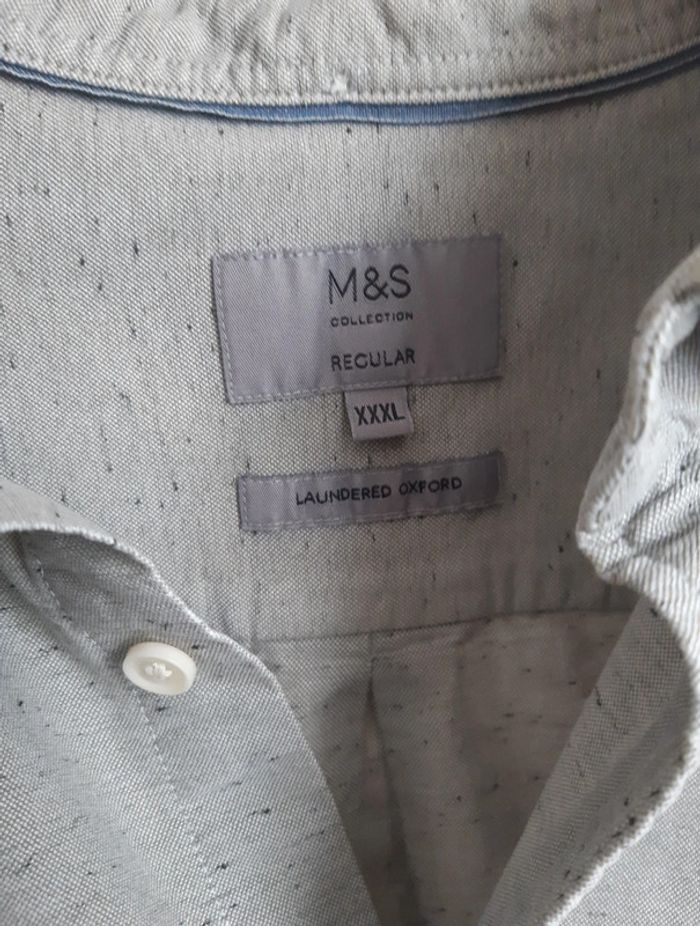 M&S
COLLECTION
REGULAR
XXXL
LAUNDERED OXFORD